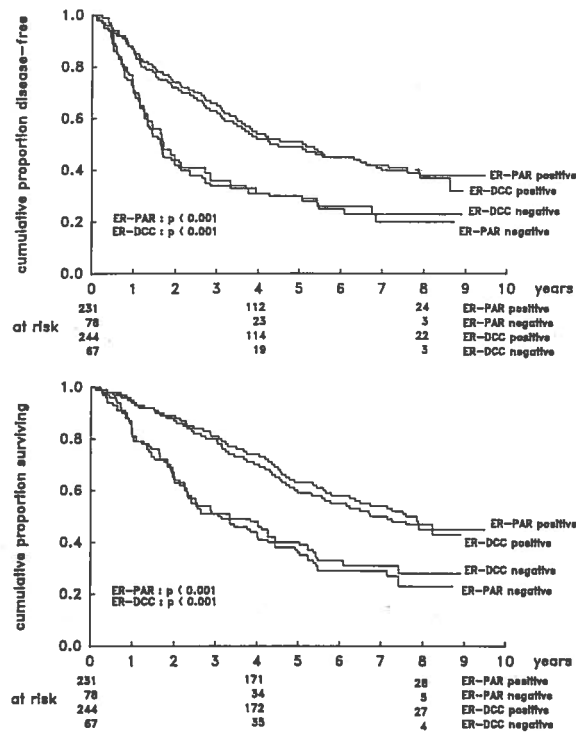 cumulative proportion disease-free
1.0
0.8
0.6
0.4
0.2
0.0
ER-PAR positive
ER-DCC positive
ER-DCC negative
ER-PAR negative
ER-PAR : p < 0.001
ER-DCC : p < 0.001
0 1 2 3 4 5 6 7 8 9 10 years
at risk
231 112 24 ER-PAR positive
78 23 3 ER-PAR negative
244 114 22 ER-DCC positive
67 19 3 ER-DCC negative
cumulative proportion surviving
1.0
0.8
0.6
0.4
0.2
0.0
ER-PAR positive
ER-DCC positive
ER-DCC negative
ER-PAR negative
ER-PAR : p < 0.001
ER-DCC : p < 0.001
0 1 2 3 4 5 6 7 8 9 10 years
at risk
231 171 28 ER-PAR positive
78 34 5 ER-PAR negative
244 172 27 ER-DCC positive
67 35 4 ER-DCC negative